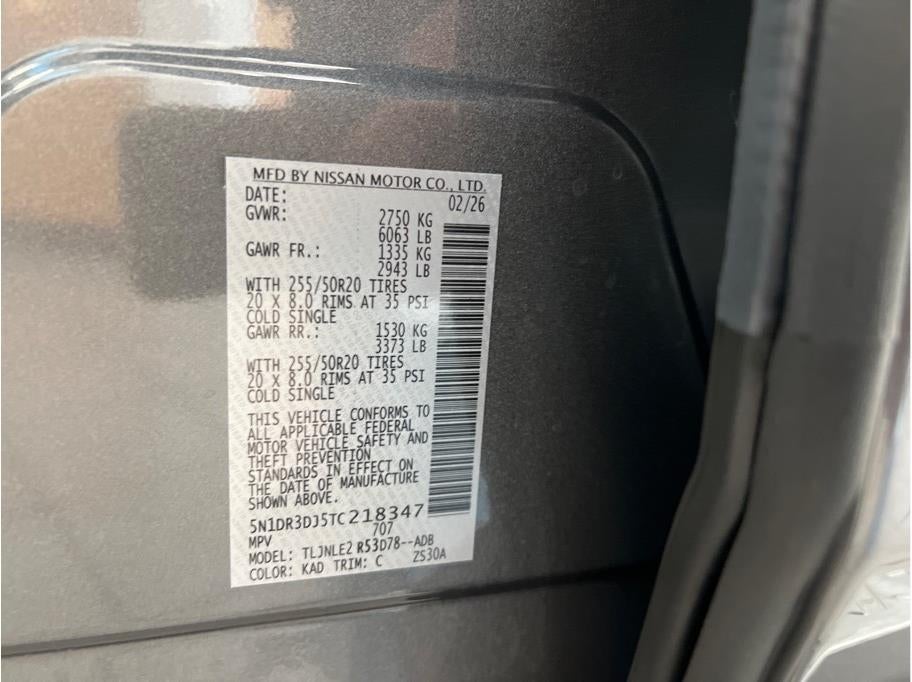 MFD BY NISSAN MOTOR CO., LTD.
DATE: 02/26
GVWR: 2750 KG
6063 LB
GAWR FR.: 1335 KG
2943 LB
WITH 255/50R20 TIRES
20 X 8.0 RIMS AT 35 PSI
COLD SINGLE
GAWR RR.: 1530 KG
3373 LB
WITH 255/50R20 TIRES
20 X 8.0 RIMS AT 35 PSI
COLD SINGLE
THIS VEHICLE CONFORMS TO
ALL APPLICABLE FEDERAL
MOTOR VEHICLE SAFETY AND
THEFT PREVENTION
STANDARDS IN EFFECT ON
THE DATE OF MANUFACTURE
SHOWN ABOVE.
5N1DR3DJ5TC218347
MPV 707
MODEL: TLJNLE2 R53D78--ADB
COLOR: KAD TRIM: C ZS30A